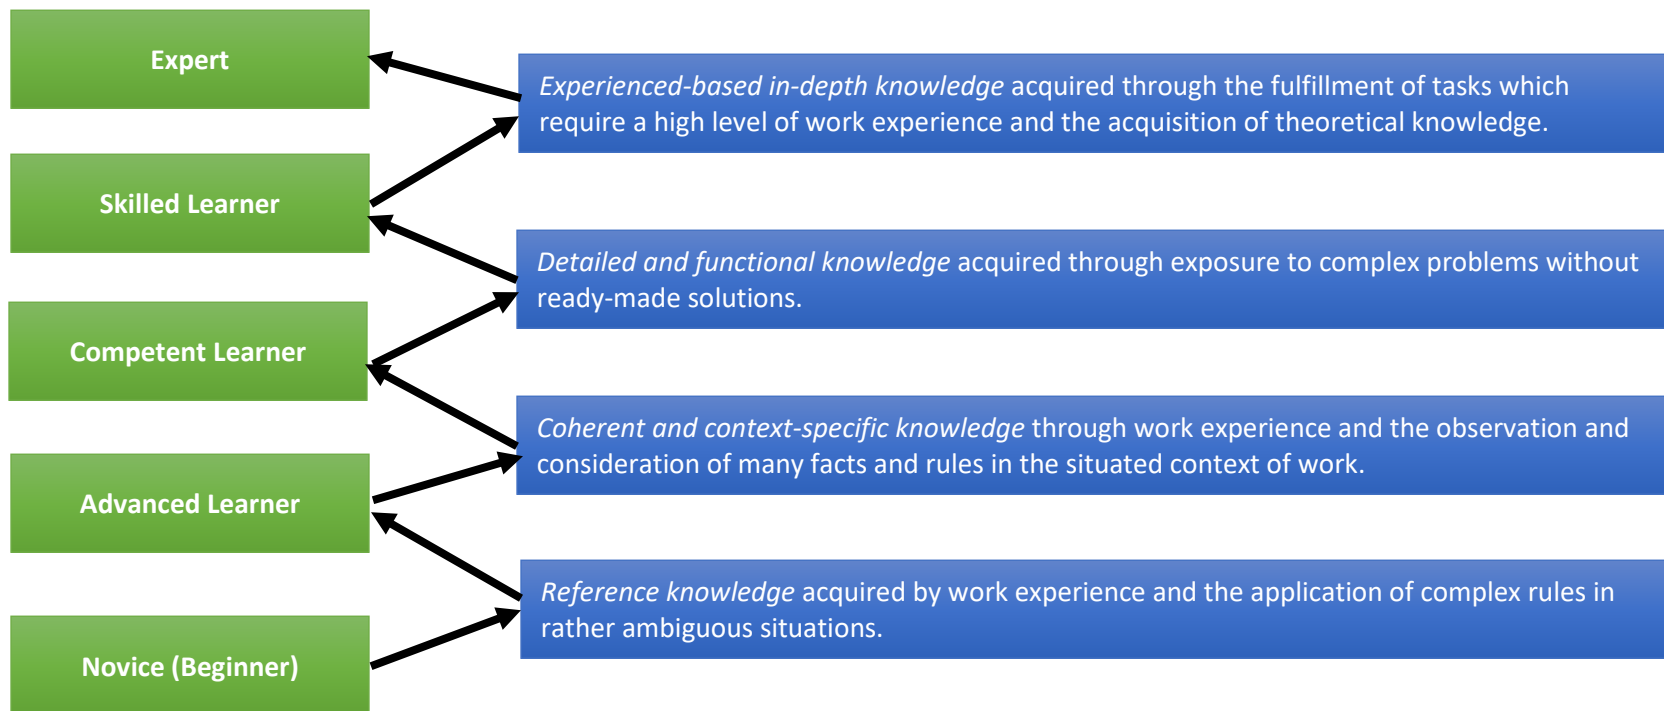 Expert
Experienced-based in-depth knowledge acquired through the fulfillment of tasks which
require a high level of work experience and the acquisition of theoretical knowledge.
Skilled Learner
Detailed and functional knowledge acquired through exposure to complex problems without
ready-made solutions.
Competent Learner
Coherent and context-specific knowledge through work experience and the observation and
consideration of many facts and rules in the situated context of work.
Advanced Learner
Reference knowledge acquired by work experience and the application of complex rules in
rather ambiguous situations.
Novice (Beginner)